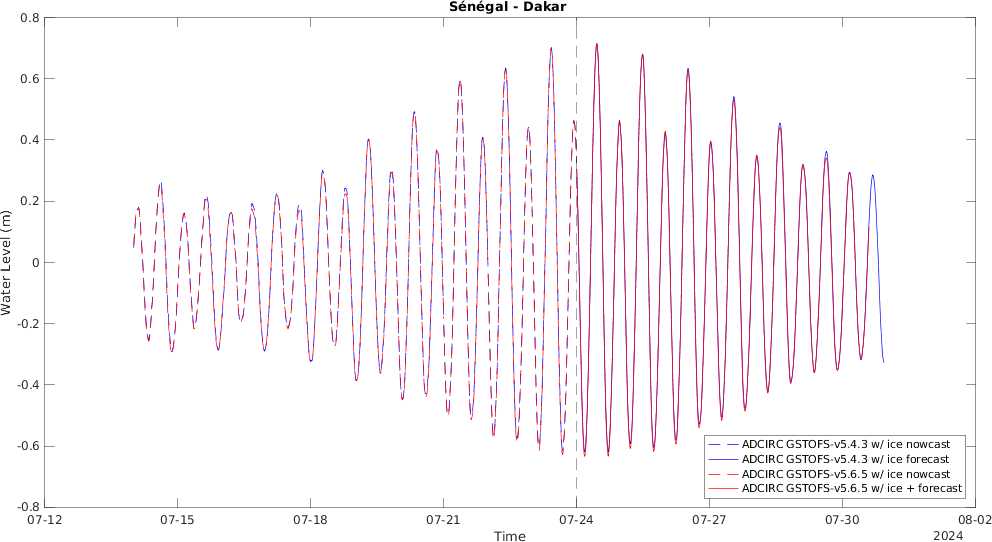 Sénégal - Dakar
Water Level (m)
0.8
0.6
0.4
0.2
0
-0.2
-0.4
-0.6
-0.8
ADCIRC GSTOFS-v5.4.3 w/ ice nowcast
ADCIRC GSTOFS-v5.4.3 w/ ice forecast
ADCIRC GSTOFS-v5.6.5 w/ ice nowcast
ADCIRC GSTOFS-v5.6.5 w/ ice + forecast
07-12 07-15 07-18 07-21 07-24 07-27 07-30 08-02
Time
2024